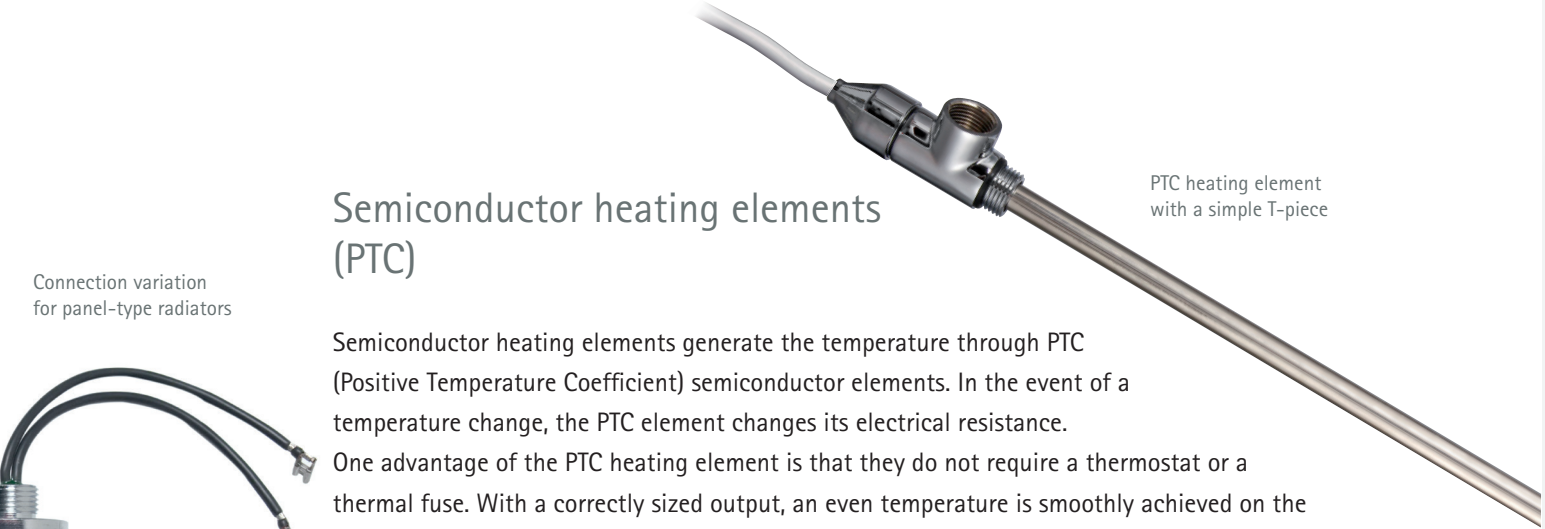 PTC heating element
with a simple T-piece
Semiconductor heating elements
(PTC)
Connection variation
for panel-type radiators
Semiconductor heating elements generate the temperature through PTC
(Positive Temperature Coefficient) semiconductor elements. In the event of a
temperature change, the PTC element changes its electrical resistance.
One advantage of the PTC heating element is that they do not require a thermostat or a
thermal fuse. With a correctly sized output, an even temperature is smoothly achieved on the